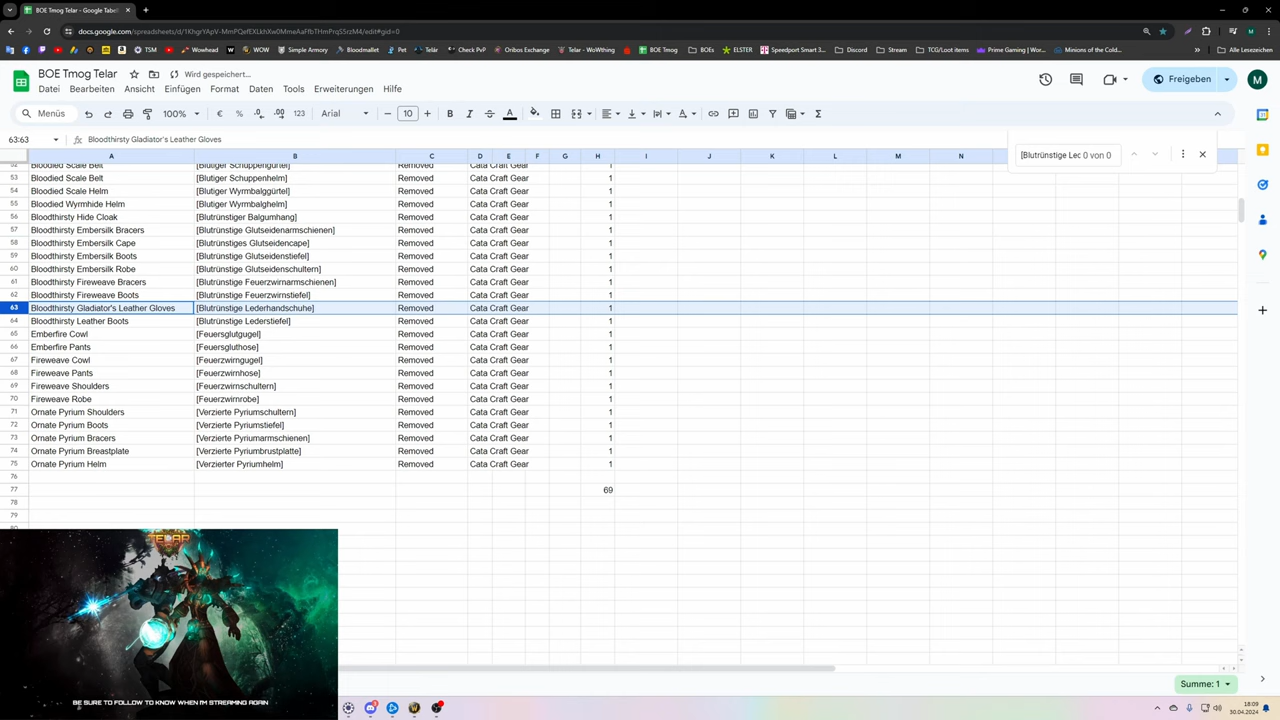 BOE Tmog Telar - Google Tabell
docs.google.com/spreadsheets/d/1KhgrYApV-MmPQefEXLkhXw0MmeAaFfbTHmPrqS5rzM4/edit#gid=0
TSM Wowhead WOW Simple Armory Bloodmallet Pet Telár Check PvP Oribos Exchange Telar - WoWthing BOE Tmog BOEs ELSTER Speedport Smart 3... Discord Stream TCG/Loot items Prime Gaming | Wor... Minions of the Cold... Alle Lesezeichen
BOE Tmog Telar Wird gespeichert...
Datei Bearbeiten Ansicht Einfügen Format Daten Tools Erweiterungen Hilfe
Freigeben M
Menüs 100% € % .0 .00 123 Arial 10 B I A Σ
63:63 fx Bloodthirsty Gladiator's Leather Gloves
[Blutrünstige Lec 0 von 0
A B C D E F G H I J K L M N
52 Bloodied Scale Belt [Blutiger Schuppengürtel] Removed Cata Craft Gear 1
53 Bloodied Scale Belt [Blutiger Schuppenhelm] Removed Cata Craft Gear 1
54 Bloodied Scale Helm [Blutiger Wyrmbalggürtel] Removed Cata Craft Gear 1
55 Bloodied Wyrmhide Helm [Blutiger Wyrmbalghelm] Removed Cata Craft Gear 1
56 Bloodthirsty Hide Cloak [Blutrünstiger Balgumhang] Removed Cata Craft Gear 1
57 Bloodthirsty Embersilk Bracers [Blutrünstige Glutseidenarmschienen] Removed Cata Craft Gear 1
58 Bloodthirsty Embersilk Cape [Blutrünstiges Glutseidencape] Removed Cata Craft Gear 1
59 Bloodthirsty Embersilk Boots [Blutrünstige Glutseidenstiefel] Removed Cata Craft Gear 1
60 Bloodthirsty Embersilk Robe [Blutrünstige Glutseidenschultern] Removed Cata Craft Gear 1
61 Bloodthirsty Fireweave Bracers [Blutrünstige Feuerzwirnarmschienen] Removed Cata Craft Gear 1
62 Bloodthirsty Fireweave Boots [Blutrünstige Feuerzwirnstiefel] Removed Cata Craft Gear 1
63 Bloodthirsty Gladiator's Leather Gloves [Blutrünstige Lederhandschuhe] Removed Cata Craft Gear 1
64 Bloodthirsty Leather Boots [Blutrünstige Lederstiefel] Removed Cata Craft Gear 1
65 Emberfire Cowl [Feuersglutgugel] Removed Cata Craft Gear 1
66 Emberfire Pants [Feuersgluthose] Removed Cata Craft Gear 1
67 Fireweave Cowl [Feuerzwirngugel] Removed Cata Craft Gear 1
68 Fireweave Pants [Feuerzwirnhose] Removed Cata Craft Gear 1
69 Fireweave Shoulders [Feuerzwirnschultern] Removed Cata Craft Gear 1
70 Fireweave Robe [Feuerzwirnrobe] Removed Cata Craft Gear 1
71 Ornate Pyrium Shoulders [Verzierte Pyriumschultern] Removed Cata Craft Gear 1
72 Ornate Pyrium Boots [Verzierte Pyriumstiefel] Removed Cata Craft Gear 1
73 Ornate Pyrium Bracers [Verzierte Pyriumarmschienen] Removed Cata Craft Gear 1
74 Ornate Pyrium Breastplate [Verzierte Pyriumbrustplatte] Removed Cata Craft Gear 1
75 Ornate Pyrium Helm [Verzierter Pyriumhelm] Removed Cata Craft Gear 1
76
77 69
78
79
80
TELAR
BE SURE TO FOLLOW TO KNOW WHEN I'M STREAMING AGAIN
Summe: 1
18:09
30.04.2024